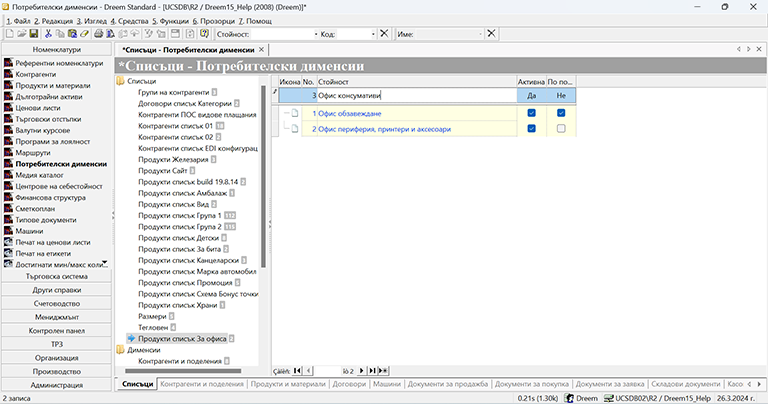 Потребителски дименсии - Dreem Standard - [UCSDB\R2 / Dreem15_Help (2008) (Dreem)]*
1. Файл 2. Редакция 3. Изглед 4. Средства 5. Функции 6. Прозорци 7. Помощ
Стойност: Код: Име:
Номенклатури
Референтни номенклатури
Контрагенти
Продукти и материали
Дълготрайни активи
Ценови листи
Търговски отстъпки
Валутни курсове
Програми за лоялност
Маршрути
Потребителски дименсии
Медия каталог
Центрове на себестойност
Финансова структура
Сметкоплан
Типове документи
Машини
Печат на ценови листи
Печат на етикети
Достигнати мин/макс коли...
Търговска система
Други справки
Счетоводство
Мениджмънт
Контролен панел
ТРЗ
Организация
Производство
Администрация
*Списъци - Потребителски дименсии
*Списъци - Потребителски дименсии
Списъци
Групи на контрагенти 3
Договори списък Категории 2
Контрагенти ПОС видове плащания
Контрагенти списък 01 18
Контрагенти списък 02 2
Контрагенти списък EDI конфигурац
Продукти Железария 3
Продукти Сайт 2
Продукти списък build 19.8.14 2
Продукти списък Амбалаж 1
Продукти списък Вид 2
Продукти списък Група 1 112
Продукти списък Група 2 115
Продукти списък Детски 8
Продукти списък За бита 2
Продукти списък Канцеларски 3
Продукти списък Марка автомобил
Продукти списък Промоция 5
Продукти списък Схема Бонус точки
Продукти списък Храни 1
Размери 5
Тегловен 4
Продукти списък За офиса 2
Дименсии
Контрагенти и поделения 8
Икона No. Стойност Активна По по...
3 Офис консумативи Да Не
1 Офис обзавеждане
2 Офис периферия, принтери и аксесоари
Çàïèñ: îò 2
Списъци Контрагенти и поделения Продукти и материали Договори Машини Документи за продажба Документи за покупка Документи за заявка Складови документи Касо
2 записа 0.21s (1.30k) Dreem UCSDB02\R2 / Dreem15_Help 26.3.2024 г.